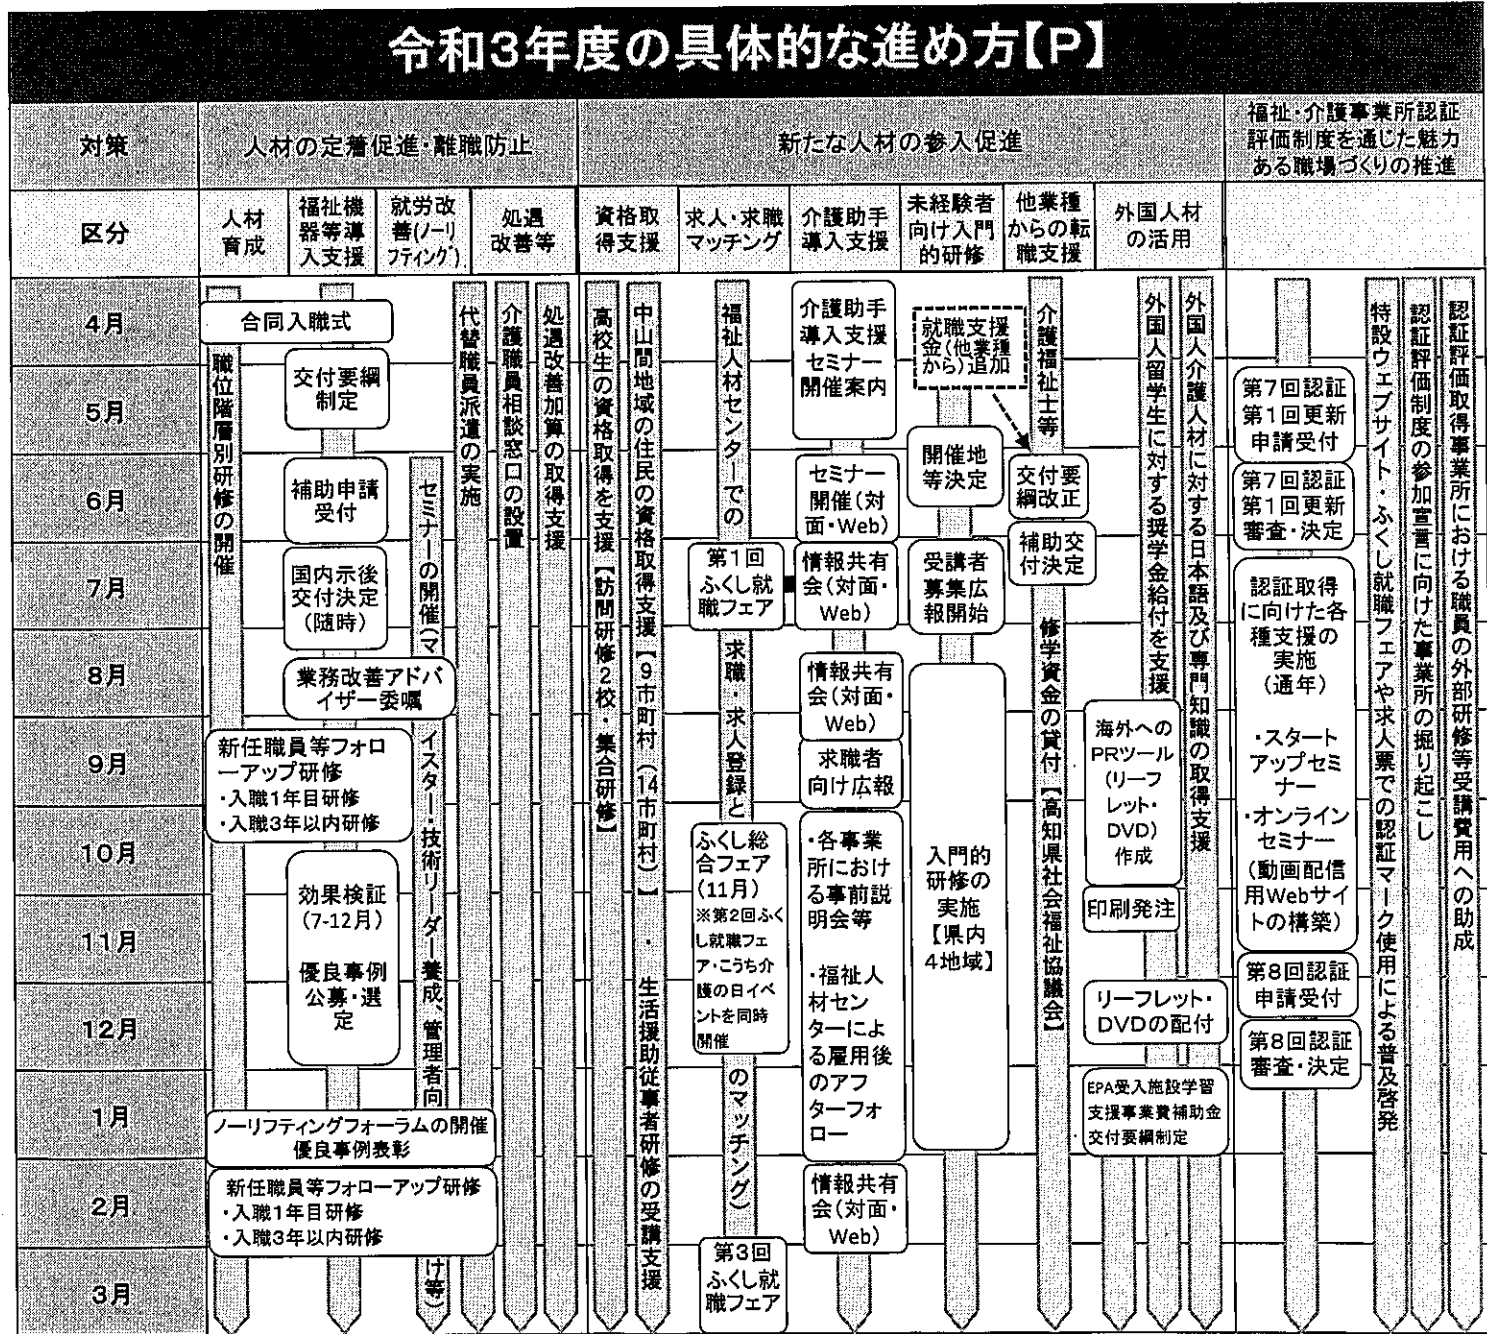 令和3年度の具体的な進め方【P】
対策
人材の定着促進・離職防止
新たな人材の参入促進
福祉・介護事業所認証
評価制度を通じた魅力
ある職場づくりの推進
区分
人材
育成
福祉機
器等導
入支援
就労改
善(ノーリ
フティング)
処遇
改善等
資格取
得支援
求人・求職
マッチング
介護助手
導入支援
未経験者
向け入門
的研修
他業種
からの転
職支援
外国人材
の活用
4月
5月
6月
7月
8月
9月
10月
11月
12月
1月
2月
3月
合同入職式
職位階層別研修の開催
新任職員等フォロ
ーアップ研修
・入職1年目研修
・入職3年以内研修
交付要綱
制定
補助申請
受付
国内示後
交付決定
(随時)
業務改善アドバ
イザー委嘱
効果検証
(7-12月)
優良事例
公募・選
定
ノーリフティングフォーラムの開催
優良事例表彰
新任職員等フォローアップ研修
・入職1年目研修
・入職3年以内研修
セミナーの開催(マ
イスター・技術リーダー養成、管理者向
け等)
代替職員派遣の実施
介護職員相談窓口の設置
処遇改善加算の取得支援
高校生の資格取得を支援【訪問研修2校・集合研修】
中山間地域の住民の資格取得支援【9市町村(14市町村)】・生活援助従事者研修の受講支援
福祉人材センターでの
第1回
ふくし就
職フェア
求職・求人登録と
ふくし総
合フェア
(11月)
※第2回ふく
し就職フェ
ア・こうち介
護の日イベ
ントを同時
開催
のマッチング)
第3回
ふくし就
職フェア
介護助手
導入支援
セミナー
開催案内
セミナー
開催(対
面・Web)
情報共有
会(対面・
Web)
情報共有
会(対面・
Web)
求職者
向け広報
・各事業
所におけ
る事前説
明会等
・福祉人
材セン
ターによ
る雇用後
のアフ
ターフォ
ロー
情報共有
会(対面・
Web)
就職支援
金(他業種
から)追加
開催地
等決定
受講者
募集広
報開始
入門的
研修の
実施
【県内
4地域】
介護福祉士等
交付要
綱改正
補助交
付決定
修学資金の貸付【高知県社会福祉協議会】
外国人留学生に対する奨学金給付を支援
外国人介護人材に対する日本語及び専門知識の取得支援
海外への
PRツール
(リーフ
レット・
DVD)
作成
印刷発注
リーフレット・
DVDの配付
EPA受入施設学習
支援事業費補助金
交付要綱制定
第7回認証
第1回更新
申請受付
第7回認証
第1回更新
審査・決定
認証取得
に向けた各
種支援の
実施
(通年)
・スタート
アップセミ
ナー
・オンライン
セミナー
(動画配信
用Webサイ
トの構築)
第8回認証
申請受付
第8回認証
審査・決定
特設ウェブサイト・ふくし就職フェアや求人票での認証マーク使用による普及啓発
認証評価制度の参加宣言に向けた事業所の掘り起こし
認証評価取得事業所における職員の外部研修等受講費用への助成